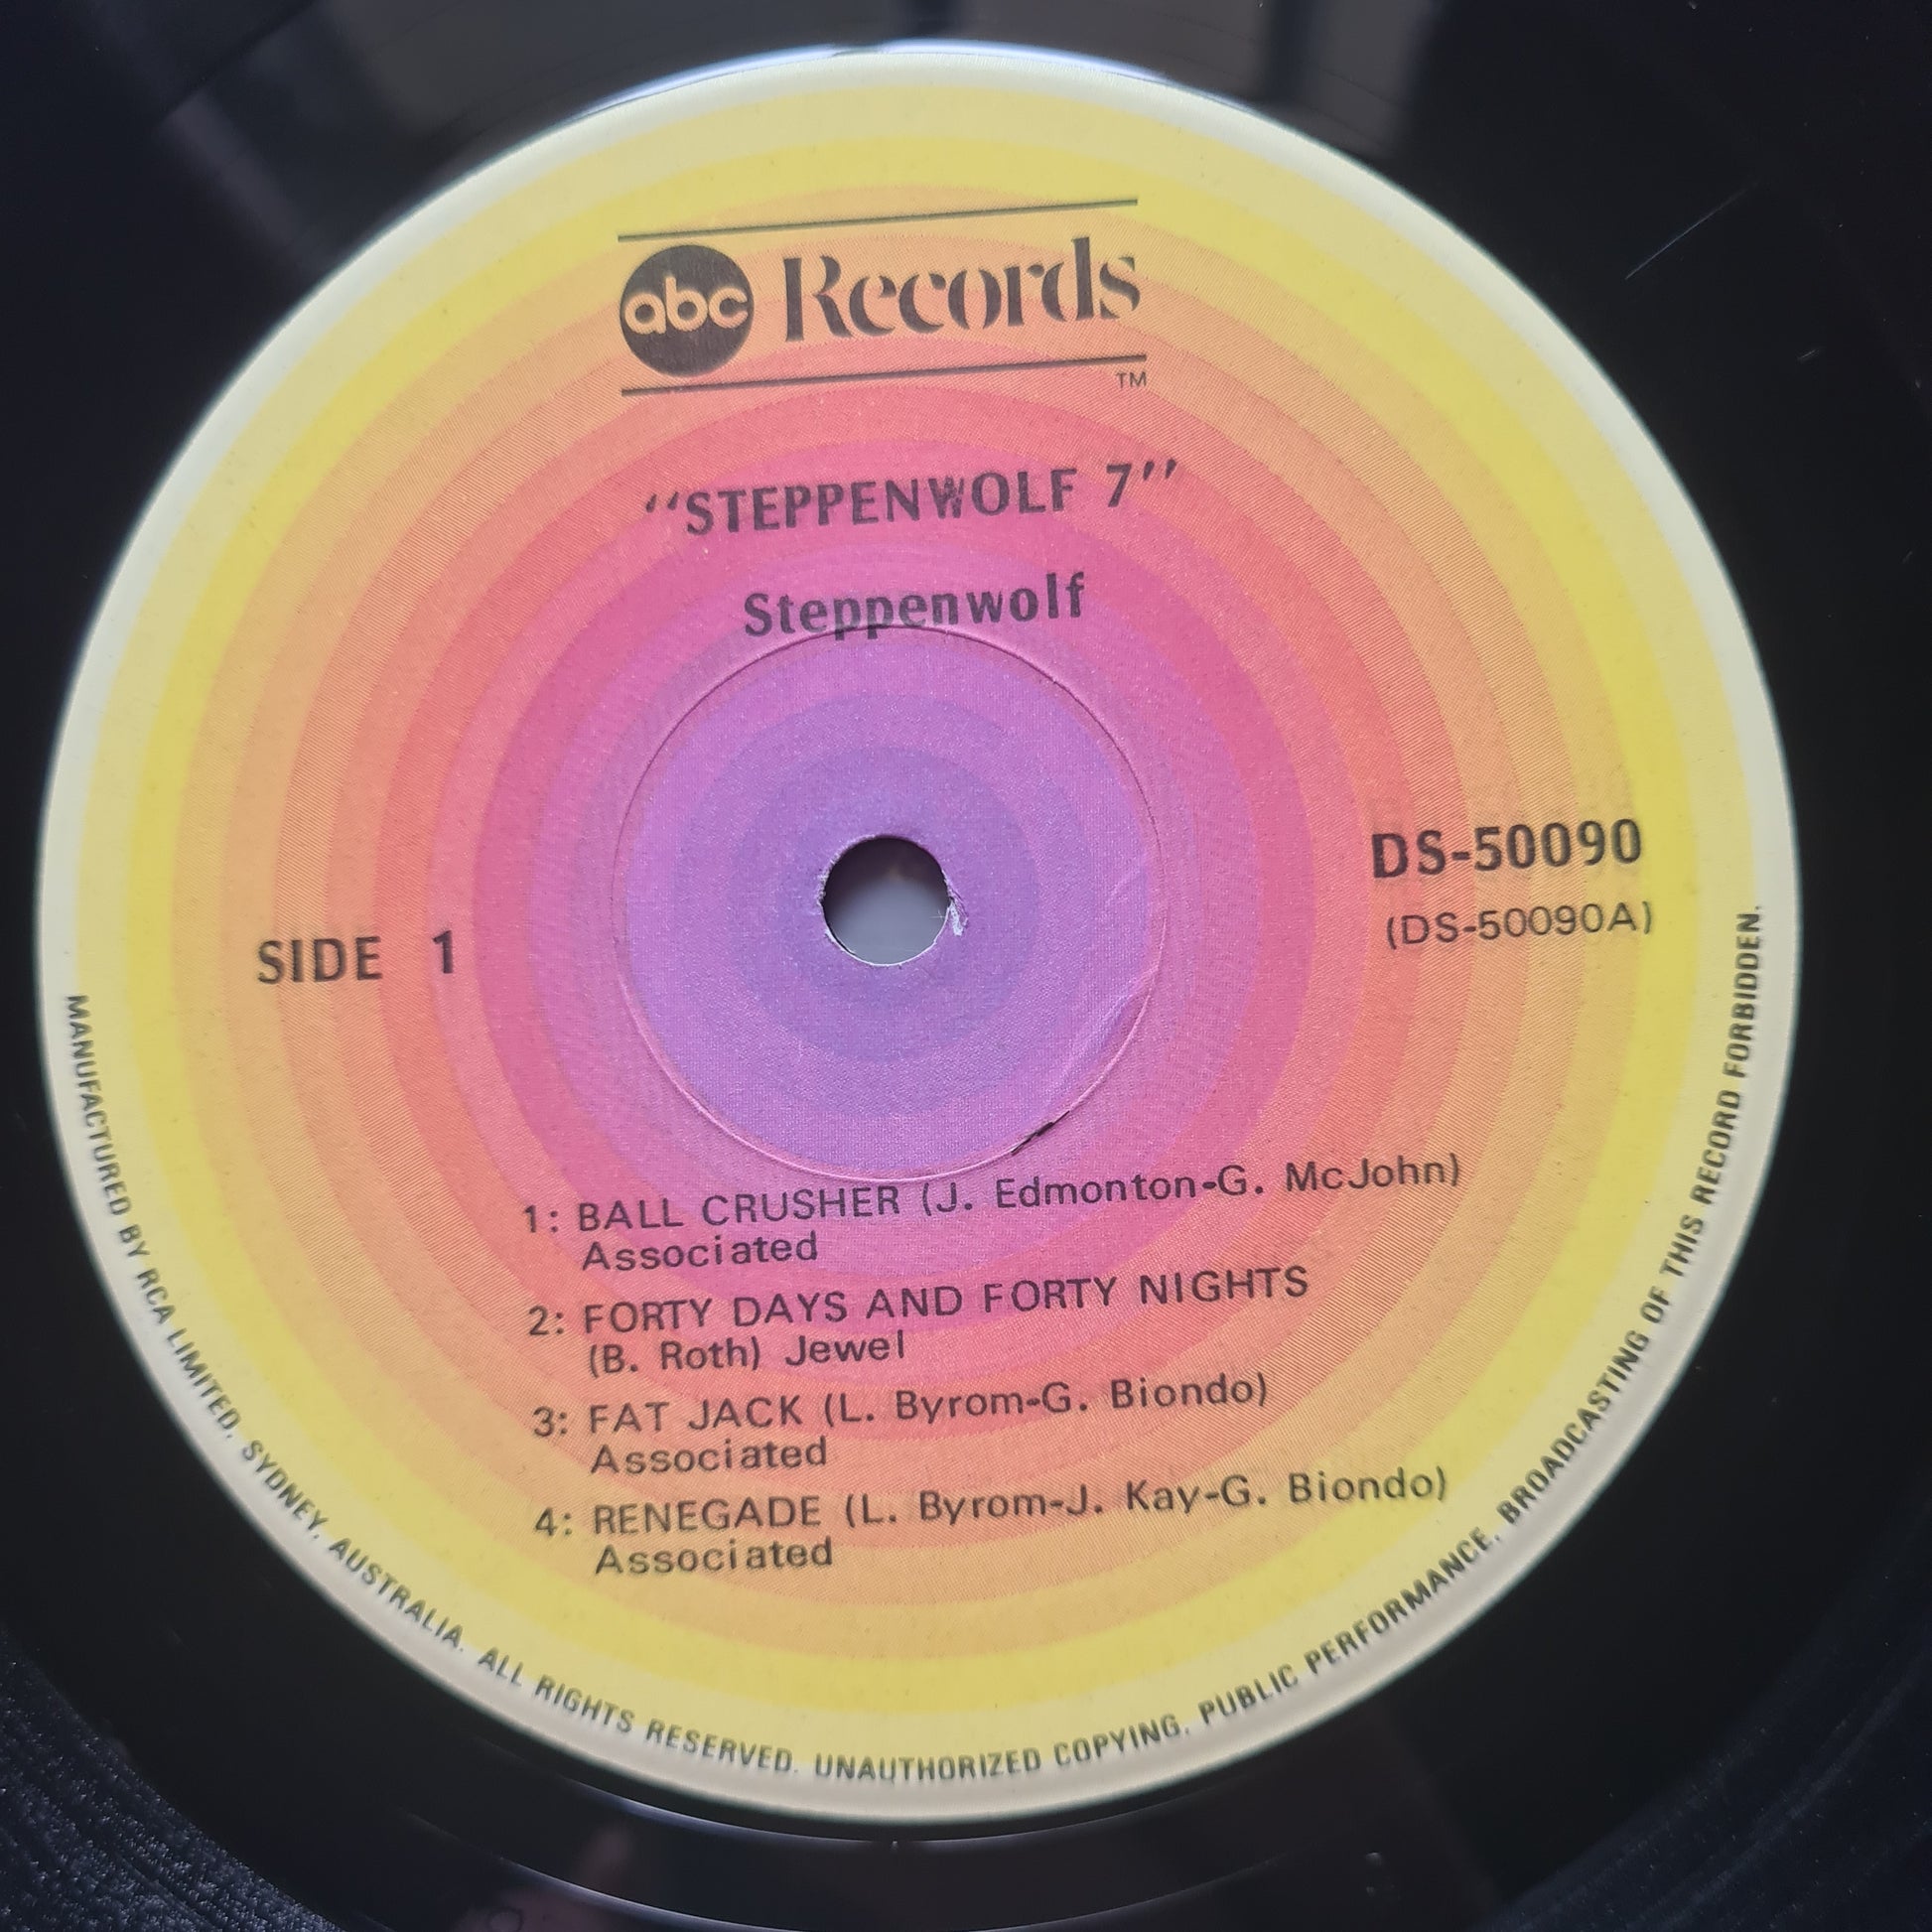 abc Records
TM
"STEPPENWOLF 7"
Steppenwolf
DS-50090
(DS-50090A)
SIDE 1
1: BALL CRUSHER (J. Edmonton-G. McJohn)
Associated
2: FORTY DAYS AND FORTY NIGHTS
(B. Roth) Jewel
3: FAT JACK (L. Byrom-G. Biondo)
Associated
4: RENEGADE (L. Byrom-J. Kay-G. Biondo)
Associated
MANUFACTURED BY RCA LIMITED, SYDNEY, AUSTRALIA. ALL RIGHTS RESERVED. UNAUTHORIZED COPYING, PUBLIC PERFORMANCE, BROADCASTING OF THIS RECORD FORBIDDEN.